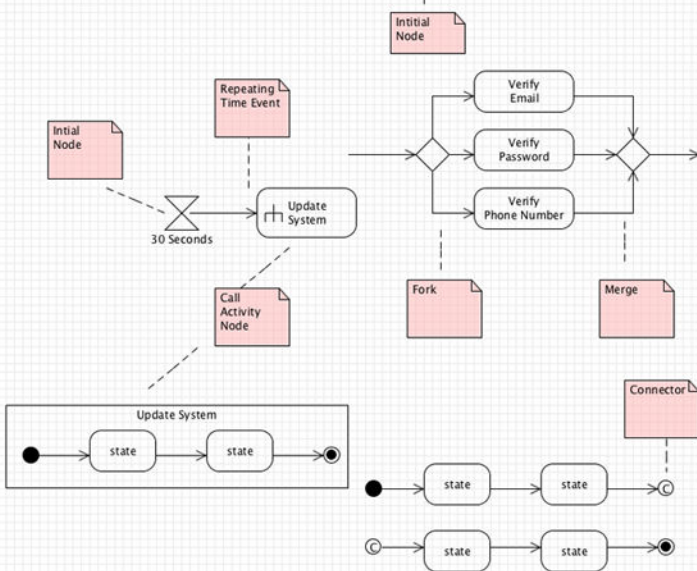 Intitial
Node
Repeating
Time Event
Intial
Node
30 Seconds
Update
System
Verify
Email
Verify
Password
Verify
Phone Number
Fork
Merge
Call
Activity
Node
Update System
state
state
Connector
state
state
C
C
state
state